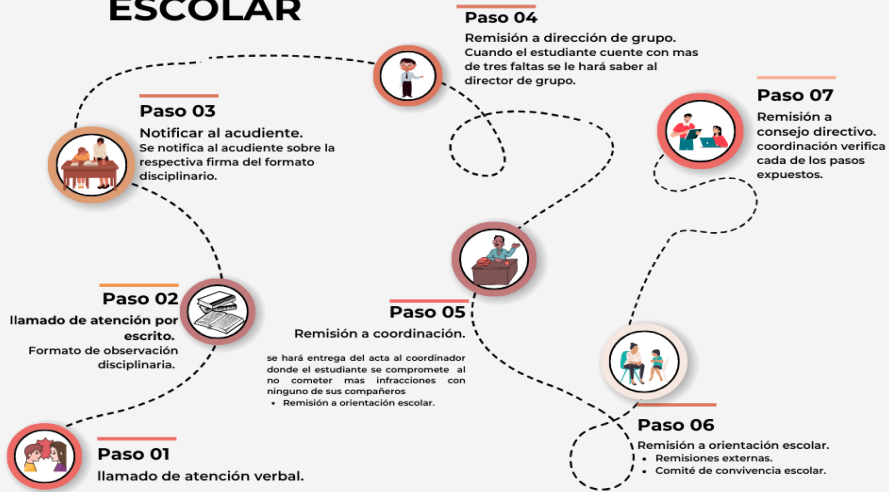 ESCOLAR
Paso 01
llamado de atención verbal.
Paso 02
llamado de atención por
escrito.
Formato de observación
disciplinaria.
Paso 03
Notificar al acudiente.
Se notifica al acudiente sobre la
respectiva firma del formato
disciplinario.
Paso 04
Remisión a dirección de grupo.
Cuando el estudiante cuente con mas
de tres faltas se le hará saber al
director de grupo.
Paso 05
Remisión a coordinación.
se hará entrega del acta al coordinador
donde el estudiante se compromete al
no cometer mas infracciones con
ninguno de sus compañeros
• Remisión a orientación escolar.
Paso 06
Remisión a orientación escolar.
• Remisiones externas.
• Comité de convivencia escolar.
Paso 07
Remisión a
consejo directivo.
coordinación verifica
cada de los pasos
expuestos.